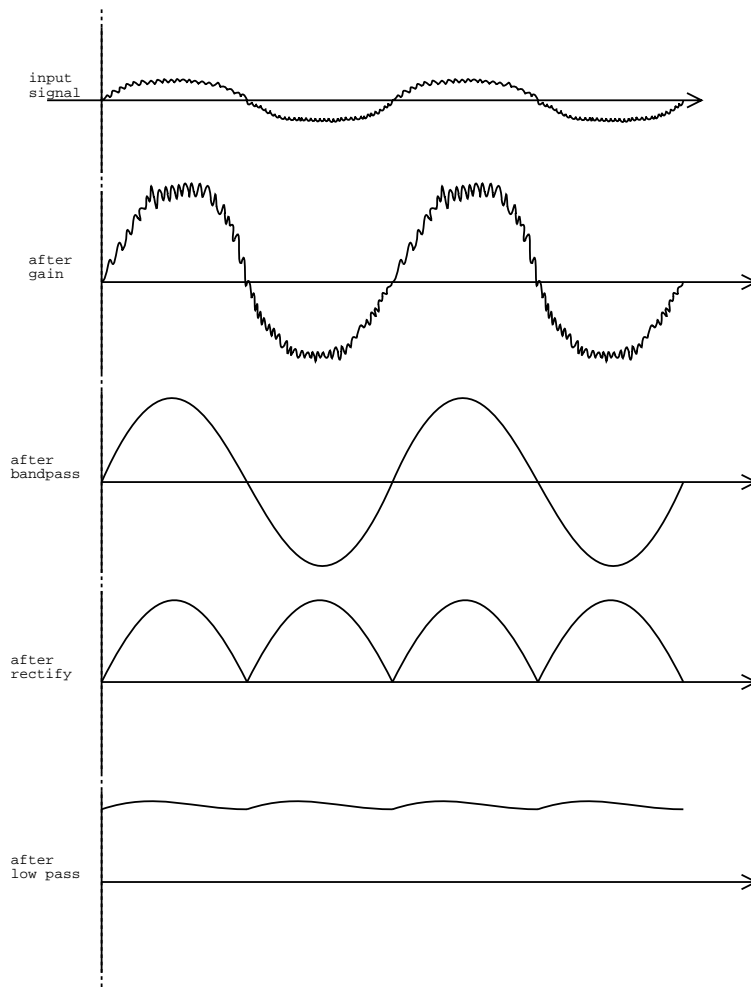 input
signal
after
gain
after
bandpass
after
rectify
after
low pass